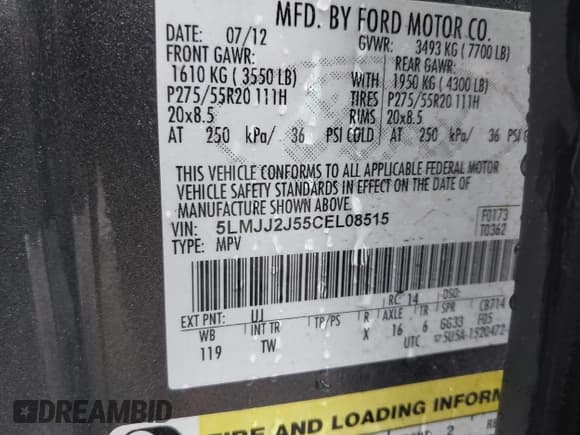 MFD. BY FORD MOTOR CO.
DATE: 07/12 GVWR: 3493 KG ( 7700 LB)
FRONT GAWR: REAR GAWR:
1610 KG ( 3550 LB) WITH 1950 KG ( 4300 LB)
P275/55R20 111H TIRES P275/55R20 111H
20x8.5 RIMS 20x8.5
AT 250 kPa/ 36 PSI COLD AT 250 kPa/ 36 PSI
THIS VEHICLE CONFORMS TO ALL APPLICABLE FEDERAL MOTOR
VEHICLE SAFETY STANDARDS IN EFFECT ON THE DATE OF
MANUFACTURE SHOWN ABOVE.
VIN: 5LMJJ2J55CEL08515 F0173
TYPE: MPV T0362
EXT PNT: UJ RC: 14 DSO:
WB INT TR TP/PS R AXLE TR SPR CB714
119 TW X 16 6 GG33 F05
UTC
TIRE AND LOADING INFORM
2
DREAMBID